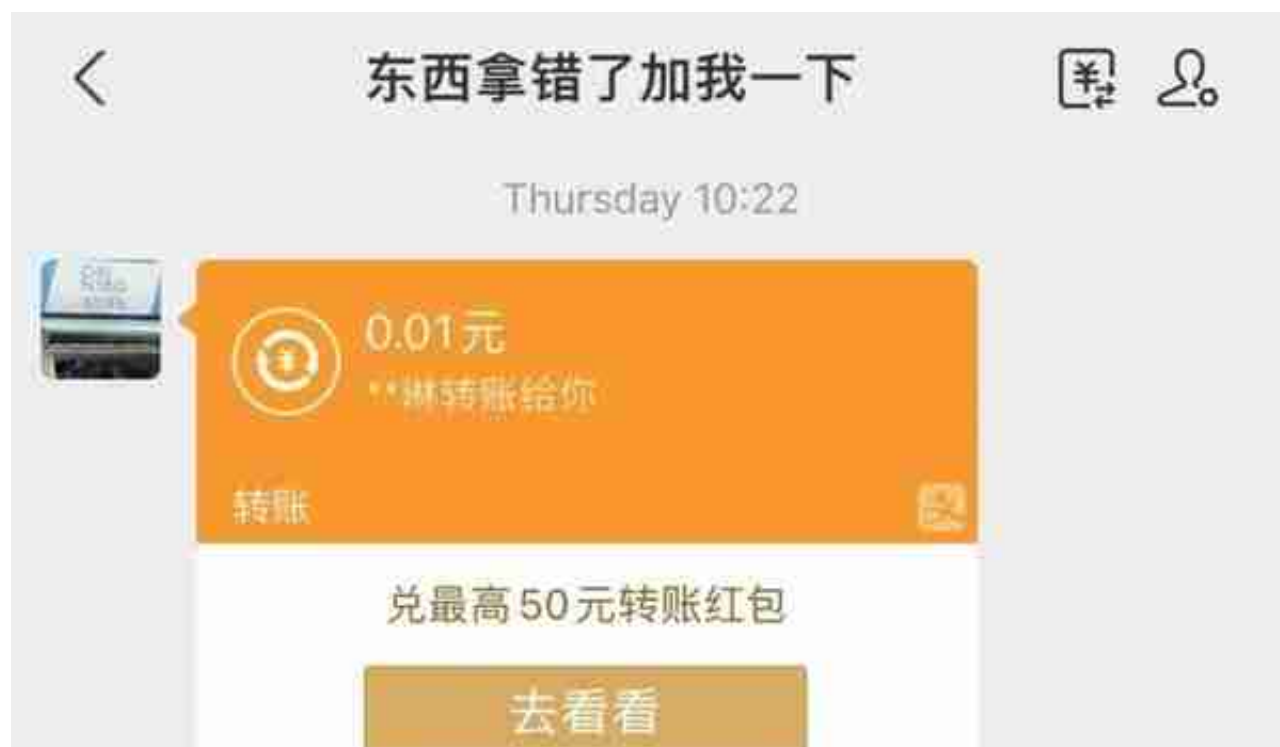 东西拿错了加我一下
Thursday 10:22
0.01元
**琳转账给你
转账
兑最高50元转账红包
去看看